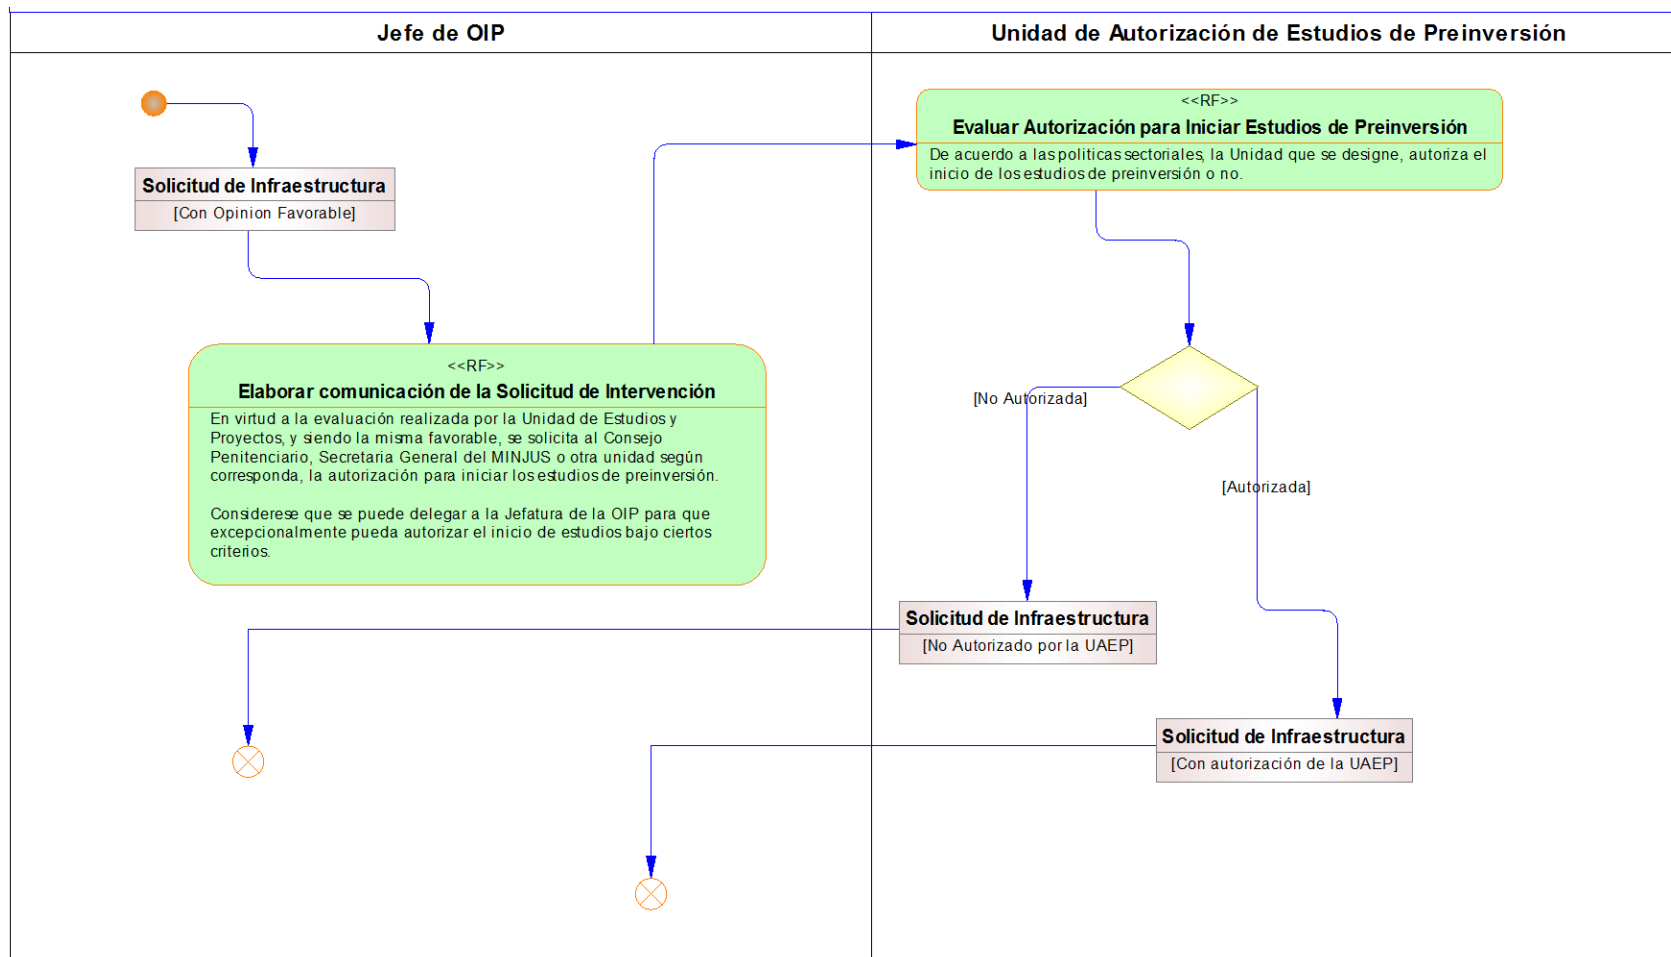 Jefe de OIP
Unidad de Autorización de Estudios de Preinversión
Solicitud de Infraestructura
[Con Opinion Favorable]
<<RF>>
Elaborar comunicación de la Solicitud de Intervención
En virtud a la evaluación realizada por la Unidad de Estudios y
Proyectos, y siendo la misma favorable, se solicita al Consejo
Penitenciario, Secretaria General del MINJUS o otra unidad según
corresponda, la autorización para iniciar los estudios de preinversión.
Considerese que se puede delegar a la Jefatura de la OIP para que
excepcionalmente pueda autorizar el inicio de estudios bajo ciertos
criterios.
<<RF>>
Evaluar Autorización para Iniciar Estudios de Preinversión
De acuerdo a las politicas sectoriales, la Unidad que se designe, autoriza el
inicio de los estudios de preinversión o no.
[No Autorizada]
[Autorizada]
Solicitud de Infraestructura
[No Autorizado por la UAEP]
Solicitud de Infraestructura
[Con autorización de la UAEP]